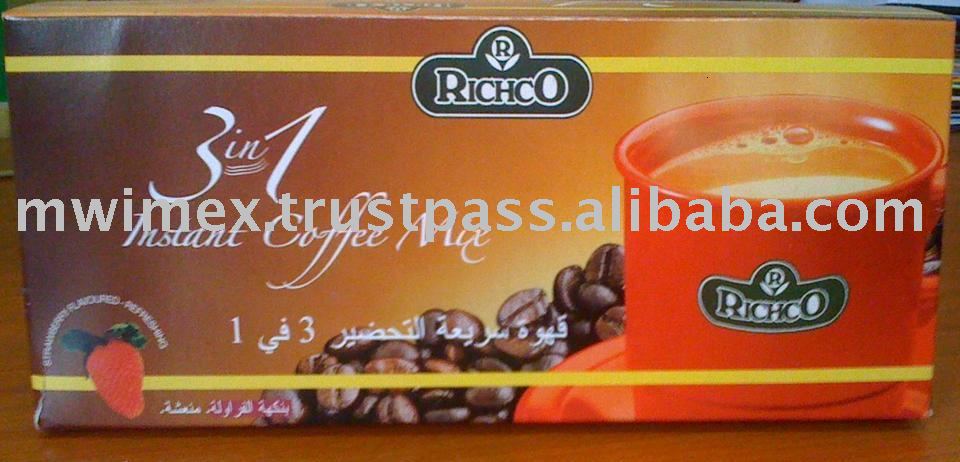 R
RICHCO
3 in 1
Instant Coffee Mix
mwimex.trustpass.alibaba.com
R
RICHCO
قهوة سريعة التحضير 3 في 1
STRAWBERRY FLAVOURED - REFRESHING
بنكهة الفراولة. منعشة.